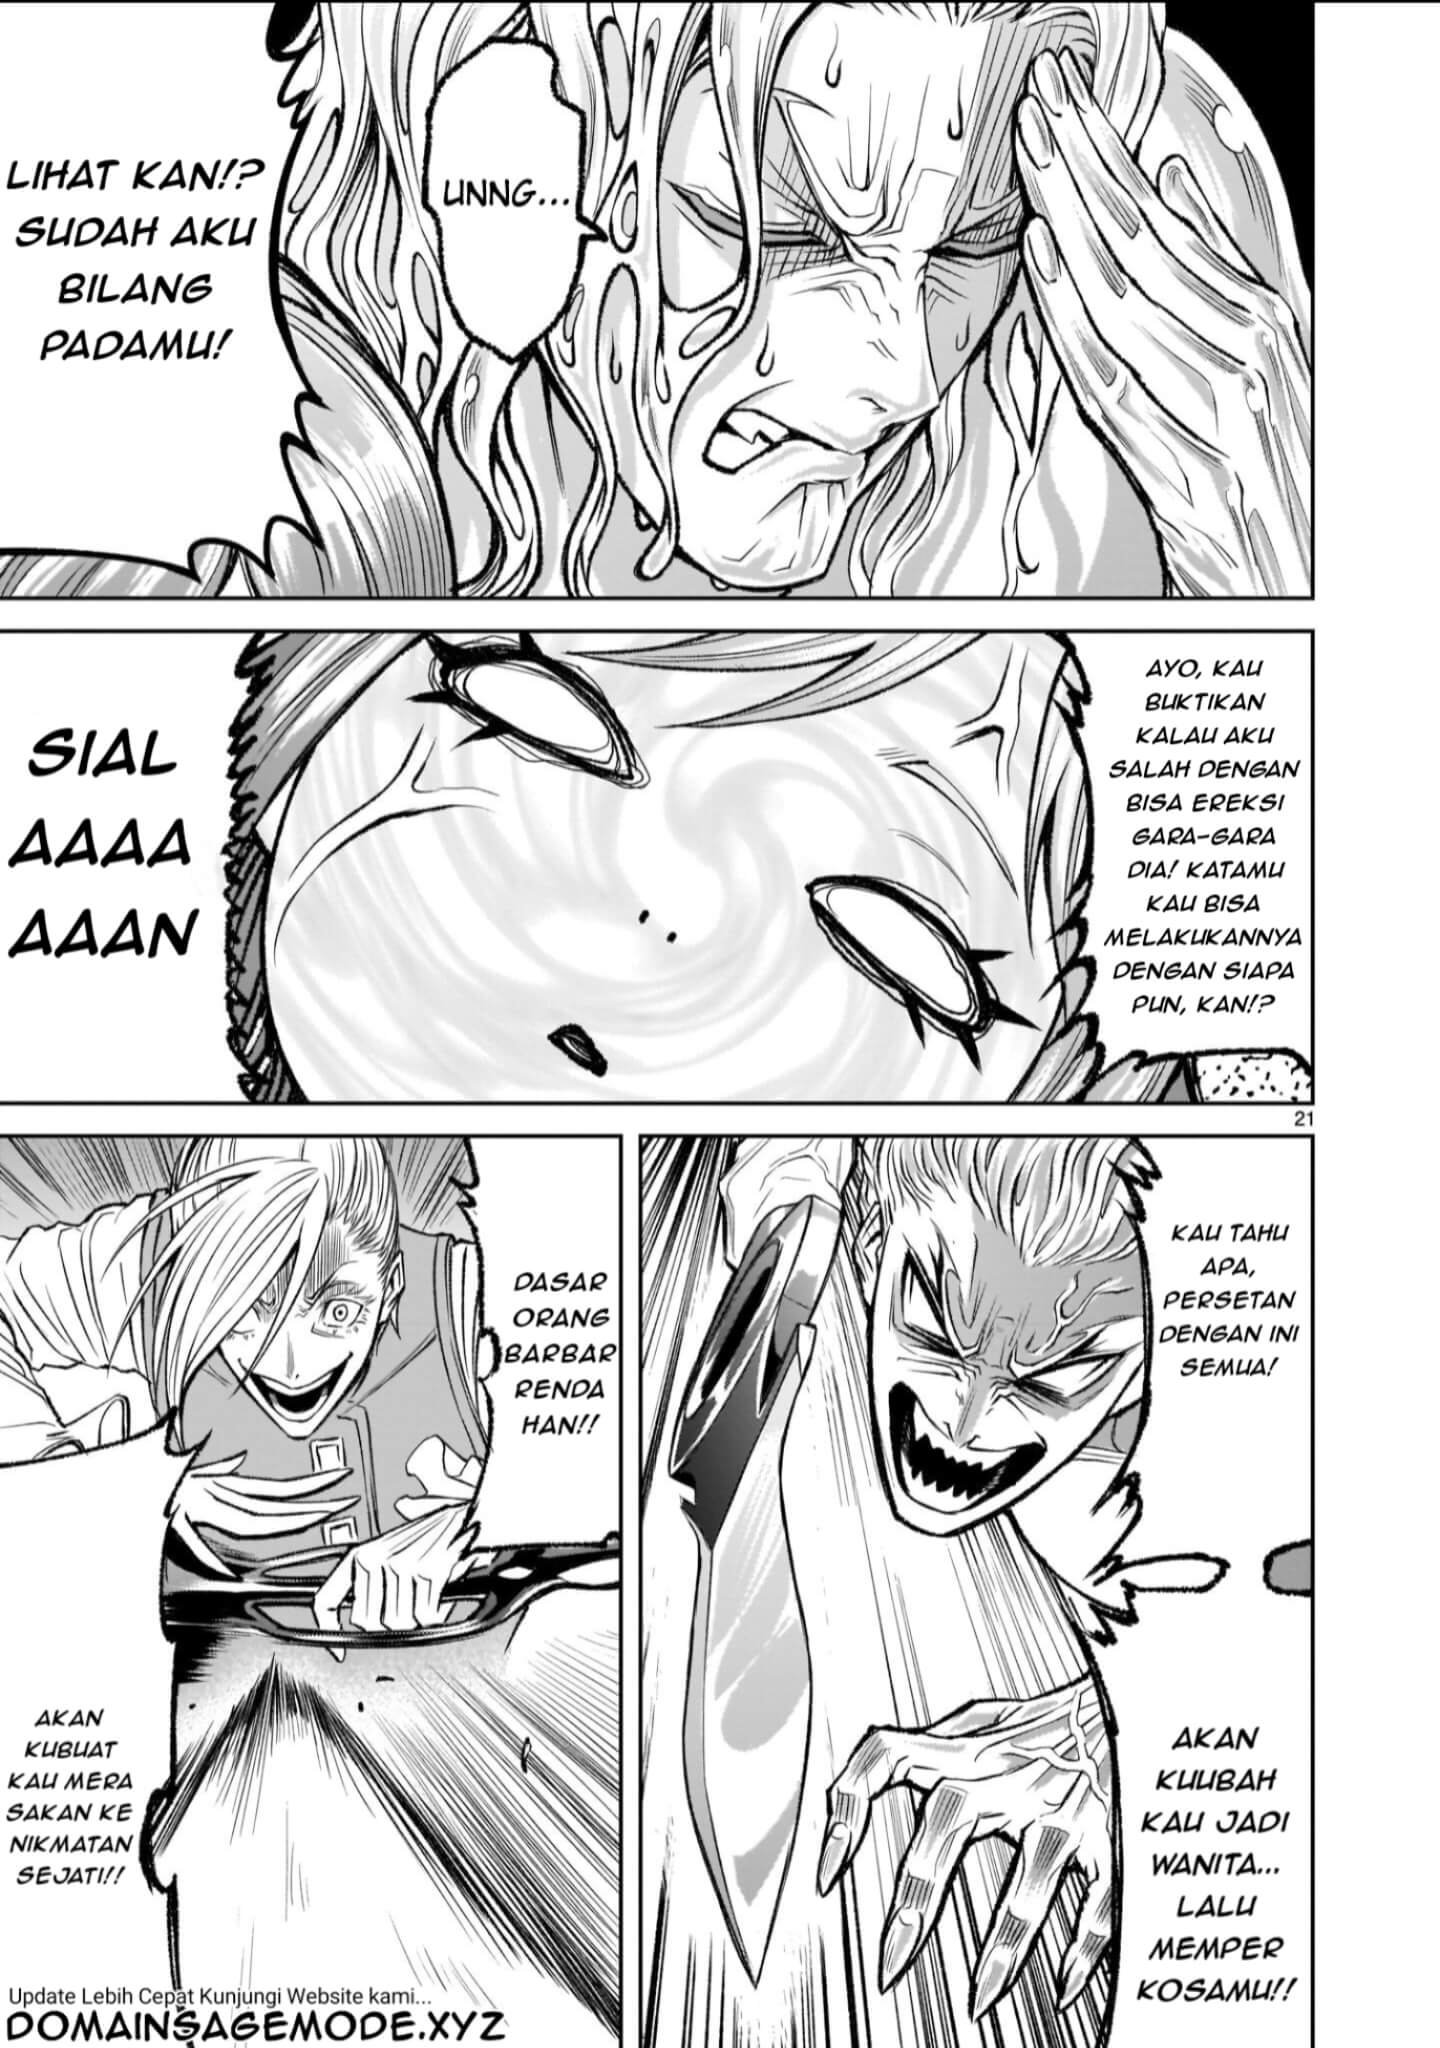 UNNG...
LIHAT KAN!?
SUDAH AKU
BILANG
PADAMU!
AYO, KAU
BUKTIKAN
KALAU AKU
SALAH DENGAN
BISA EREKSI
GARA-GARA
DIA! KATAMU
KAU BISA
MELAKUKANNYA
DENGAN SIAPA
PUN, KAN!?
SIAL
AAAA
AAAN
21
KAU TAHU
APA,
PERSETAN
DENGAN INI
SEMUA!
AKAN
KUUBAH
KAU JADI
WANITA...
LALU
MEMPER
KOSAMU!!
DASAR
ORANG
BARBAR
RENDA
HAN!!
AKAN
KUBUAT
KAU MERA
SAKAN KE
NIKMATAN
SEJATI!!
Update Lebih Cepat Kunjungi Website kami...
DOMAINSAGEMODE.XYZ